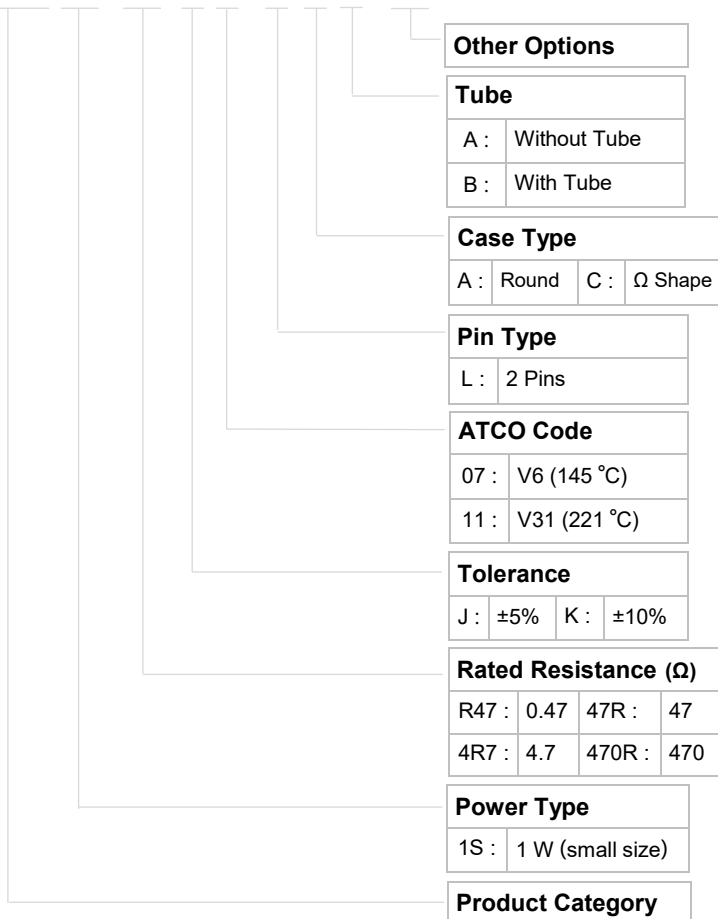 Other Options
Tube
A : Without Tube
B : With Tube
Case Type
A : Round C : Ω Shape
Pin Type
L : 2 Pins
ATCO Code
07 : V6 (145 ℃)
11 : V31 (221 ℃)
Tolerance
J : ±5% K : ±10%
Rated Resistance (Ω)
R47 : 0.47 47R : 47
4R7 : 4.7 470R : 470
Power Type
1S : 1 W (small size)
Product Category